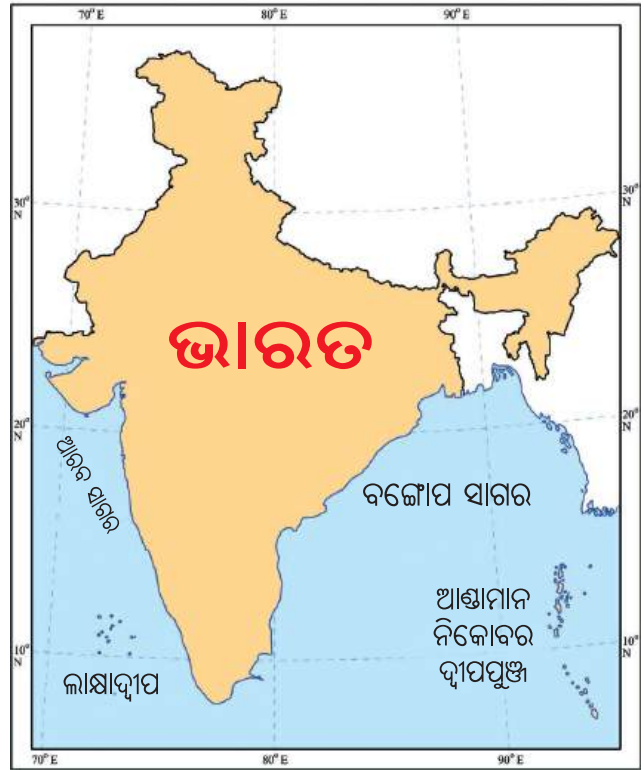 70° E 80° E 90° E
30° N
30° N
ଭାରତ
20° N
20° N
ଆରବ ସାଗର
ବଙ୍ଗୋପ ସାଗର
ଆଣ୍ଡାମାନ
ନିକୋବର
ଦ୍ୱୀପପୁଞ୍ଜ
10° N
10° N
ଲାକ୍ଷାଦ୍ୱୀପ
70° E 80° E 90° E